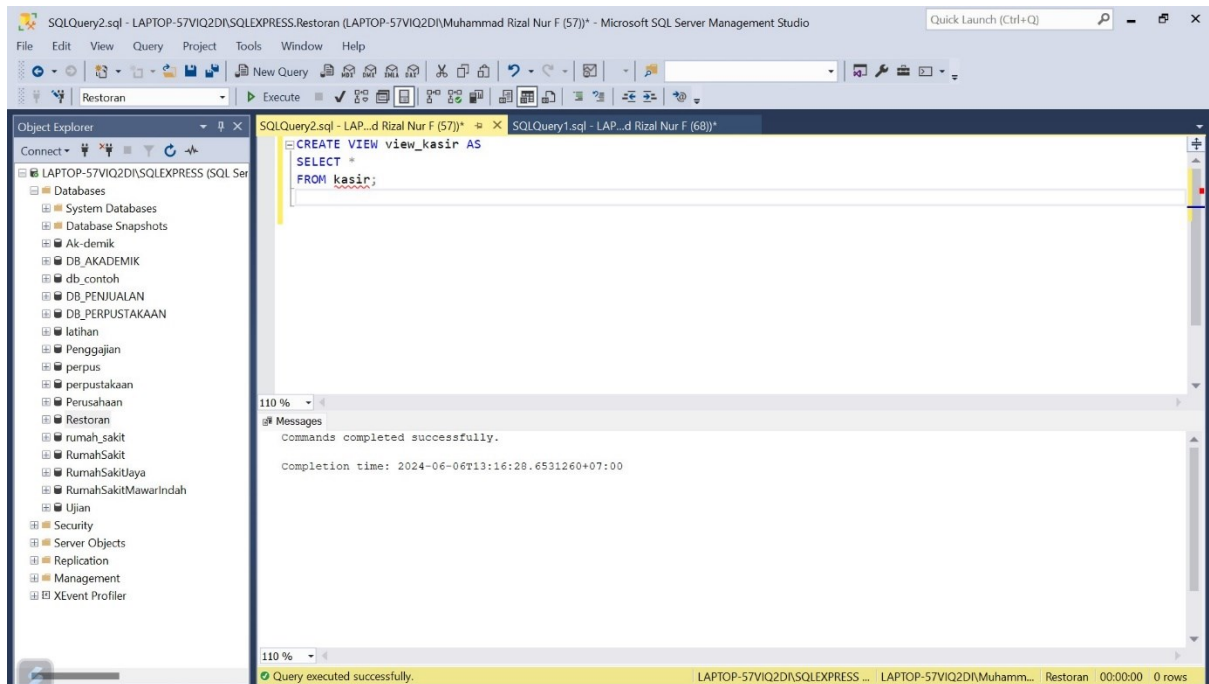 SQLQuery2.sql - LAPTOP-57VIQ2DI\SQLEXPRESS.Restoran (LAPTOP-57VIQ2DI\Muhammad Rizal Nur F (57))* - Microsoft SQL Server Management Studio
Quick Launch (Ctrl+Q)
File Edit View Query Project Tools Window Help
New Query
MDX DMX XMLA DAX
Restoran
Execute
Object Explorer
SQLQuery2.sql - LAP...d Rizal Nur F (57))*
SQLQuery1.sql - LAP...d Rizal Nur F (68))*
Connect
LAPTOP-57VIQ2DI\SQLEXPRESS (SQL Ser
Databases
System Databases
Database Snapshots
Ak-demik
DB_AKADEMIK
db_contoh
DB_PENJUALAN
DB_PERPUSTAKAAN
latihan
Penggajian
perpus
perpustakaan
Perusahaan
Restoran
rumah_sakit
RumahSakit
RumahSakitJaya
RumahSakitMawarIndah
Ujian
Security
Server Objects
Replication
Management
XEvent Profiler
CREATE VIEW view_kasir AS
SELECT *
FROM kasir;
110 %
Messages
Commands completed successfully.
Completion time: 2024-06-06T13:16:28.6531260+07:00
110 %
Query executed successfully.
LAPTOP-57VIQ2DI\SQLEXPRESS ... LAPTOP-57VIQ2DI\Muhamm... Restoran 00:00:00 0 rows